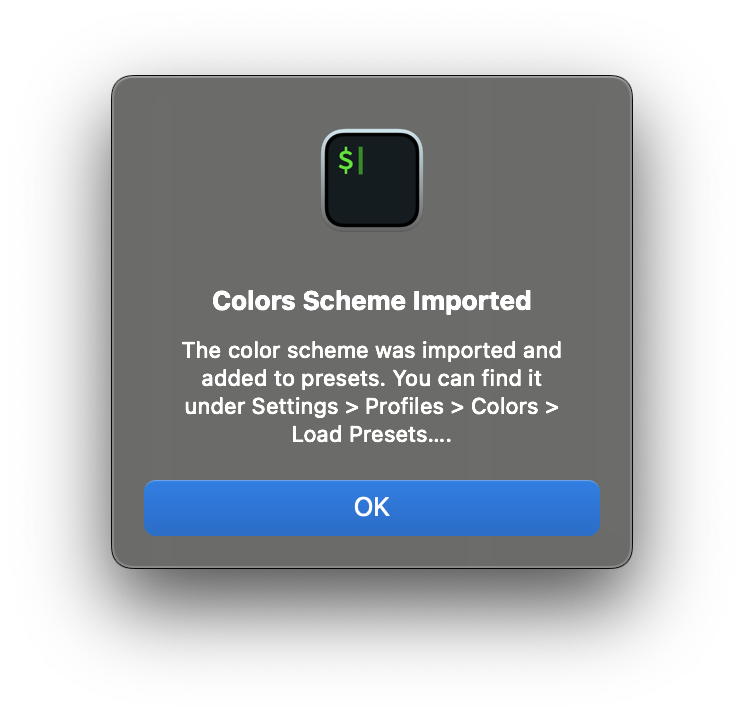 $
Colors Scheme Imported
The color scheme was imported and
added to presets. You can find it
under Settings > Profiles > Colors >
Load Presets....
OK